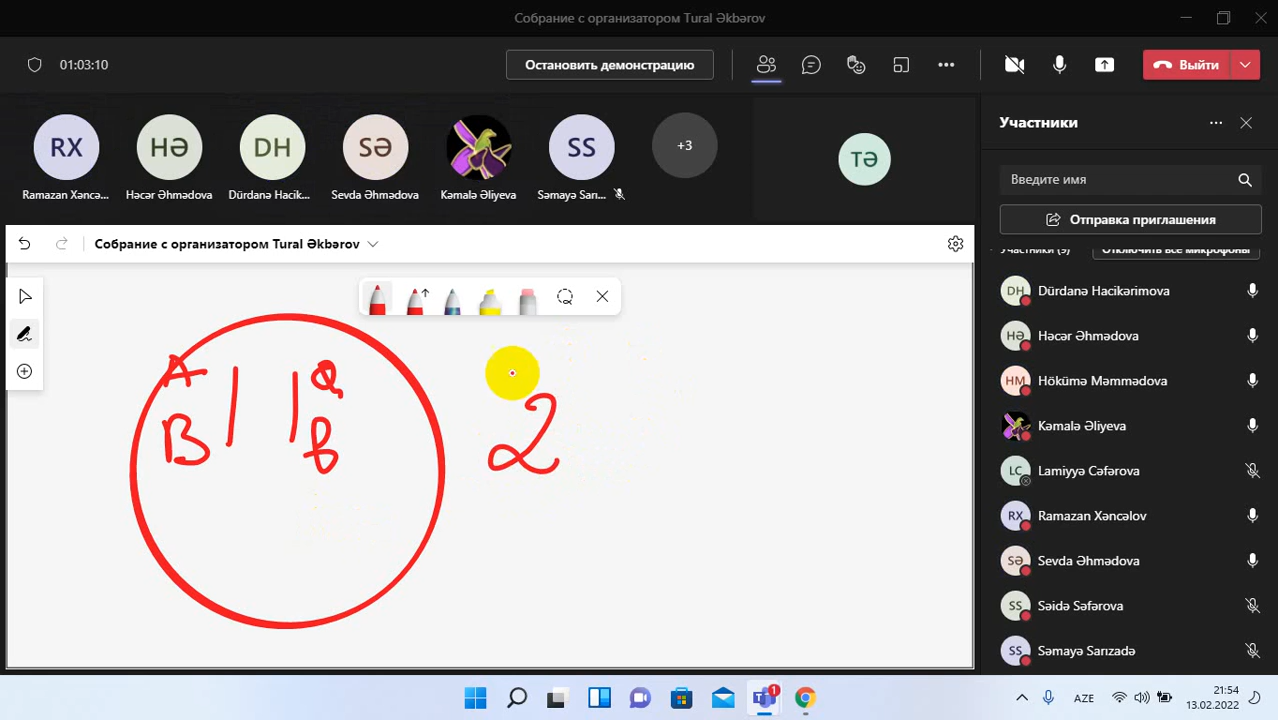 Собрание с организатором Tural Əkbərov
01:03:10
Остановить демонстрацию
Выйти
RX
HƏ
DH
SƏ
SS
+3
TƏ
Ramazan Xəncə...
Həcər Əhmədova
Dürdanə Hacik...
Sevda Əhmədova
Kəmalə Əliyeva
Səmayə Sarı...
Участники
Введите имя
Отправка приглашения
Участники (9)
Отключить все микрофоны
Собрание с организатором Tural Əkbərov
A
B
2
DH Dürdanə Hacikərimova
HƏ Həcər Əhmədova
HM Hökümə Məmmədova
Kəmalə Əliyeva
LC Lamiyyə Cəfərova
RX Ramazan Xəncəlov
SƏ Sevda Əhmədova
SS Səidə Səfərova
SS Səmayə Sarızadə
1
AZE
21:54
13.02.2022